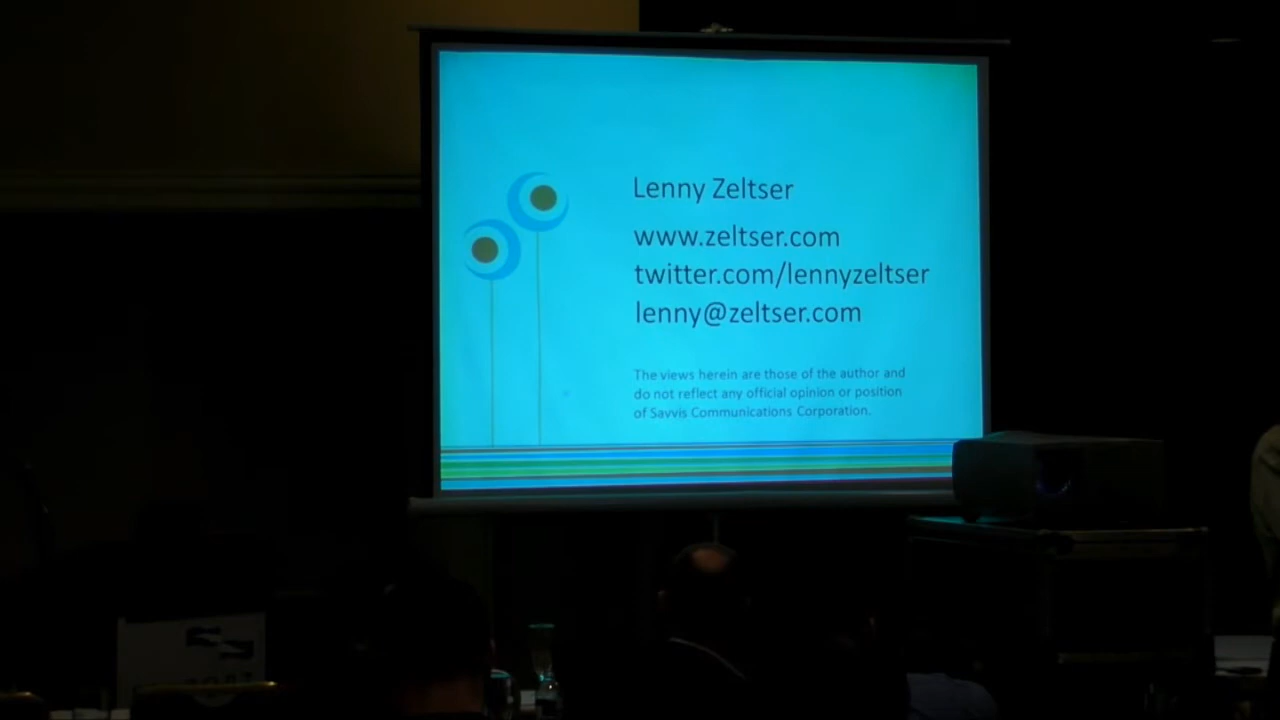 Lenny Zeltser
www.zeltser.com
twitter.com/lennyzeltser
lenny@zeltser.com
The views herein are those of the author and
do not reflect any official opinion or position
of Savvis Communications Corporation.